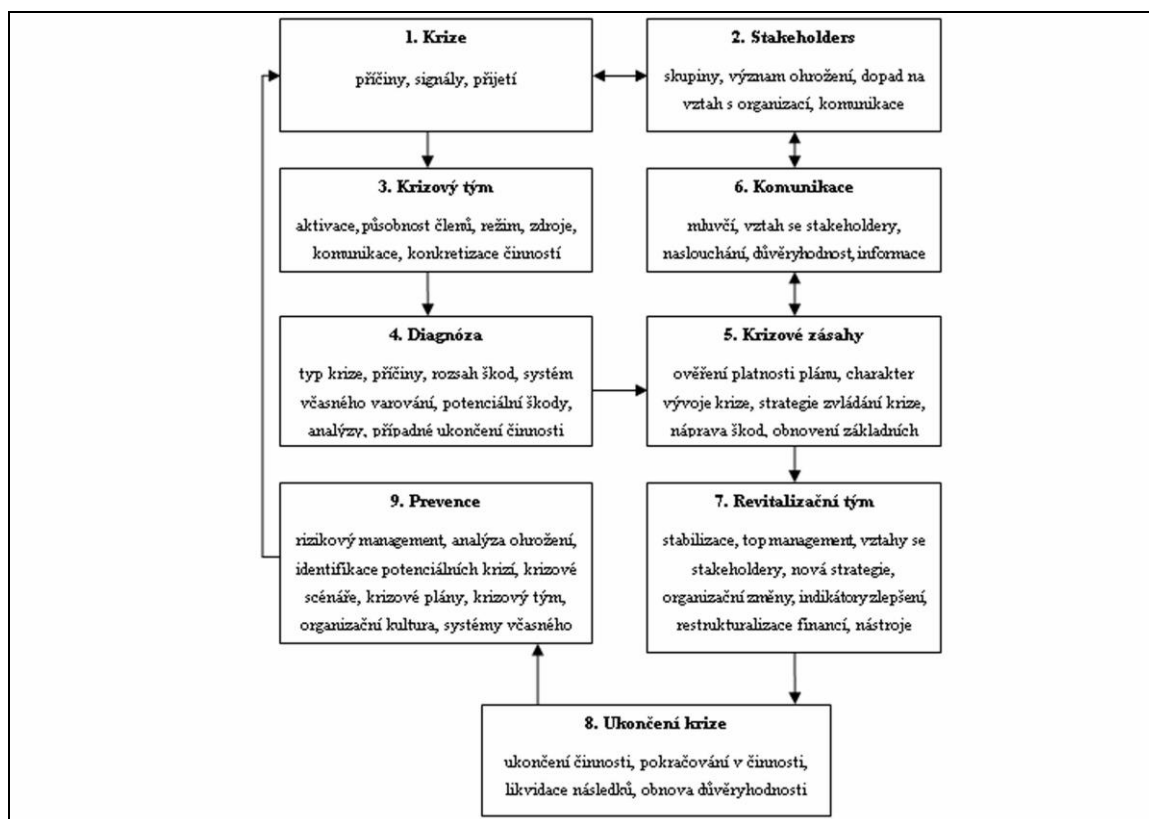 1. Krize
příčiny, signály, přijetí
2. Stakeholders
skupiny, význam ohrožení, dopad na
vztah s organizací, komunikace
3. Krizový tým
aktivace, působnost členů, režim, zdroje,
komunikace, konkretizace činností
6. Komunikace
mluvčí, vztah se stakeholdery,
naslouchání, důvěryhodnost, informace
4. Diagnóza
typ krize, příčiny, rozsah škod, systém
včasného varování, potenciální škody,
analýzy, případné ukončení činnosti
5. Krizové zásahy
ověření platnosti plánu, charakter
vývoje krize, strategie zvládání krize,
náprava škod, obnovení základních
9. Prevence
rizikový management, analýza ohrožení,
identifikace potenciálních krizí, krizové
scénáře, krizové plány, krizový tým,
organizační kultura, systémy včasného
7. Revitalizační tým
stabilizace, top management, vztahy se
stakeholdery, nová strategie,
organizační změny, indikátory zlepšení,
restrukturalizace financí, nástroje
8. Ukončení krize
ukončení činnosti, pokračování v činnosti,
likvidace následků, obnova důvěryhodnosti